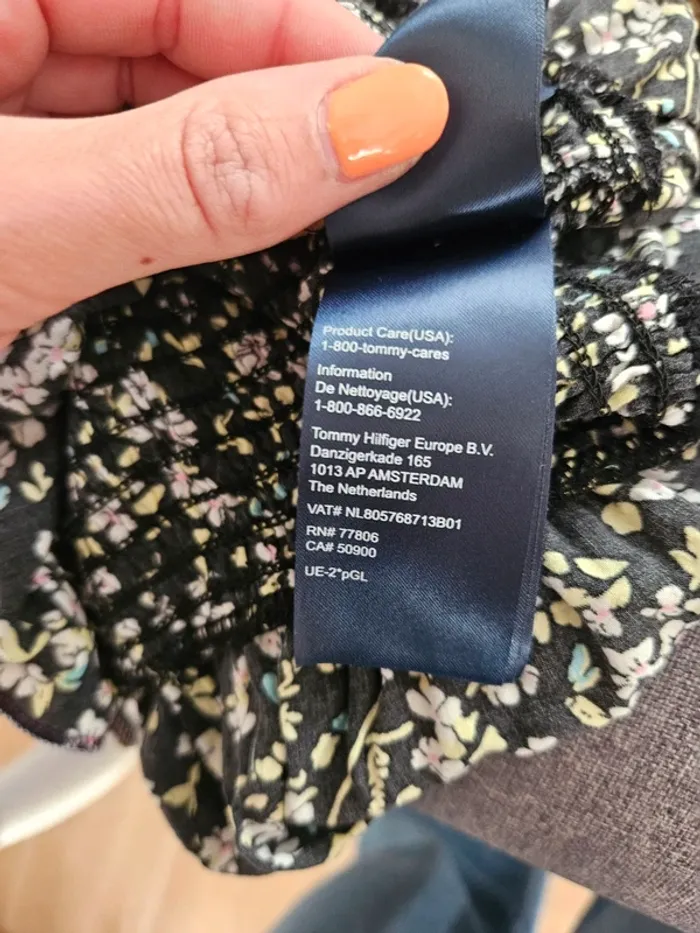 Product Care(USA):
1-800-tommy-cares
Information
De Nettoyage(USA):
1-800-866-6922
Tommy Hilfiger Europe B.V.
Danzigerkade 165
1013 AP AMSTERDAM
The Netherlands
VAT# NL805768713B01
RN# 77806
CA# 50900
UE-2*pGL